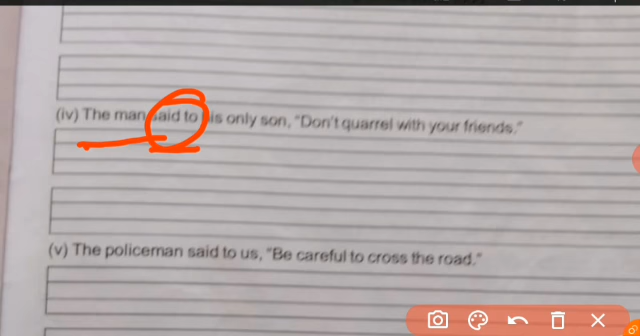 (iv) The man said to his only son, "Don't quarrel with your friends."
(v) The policeman said to us, "Be careful to cross the road."